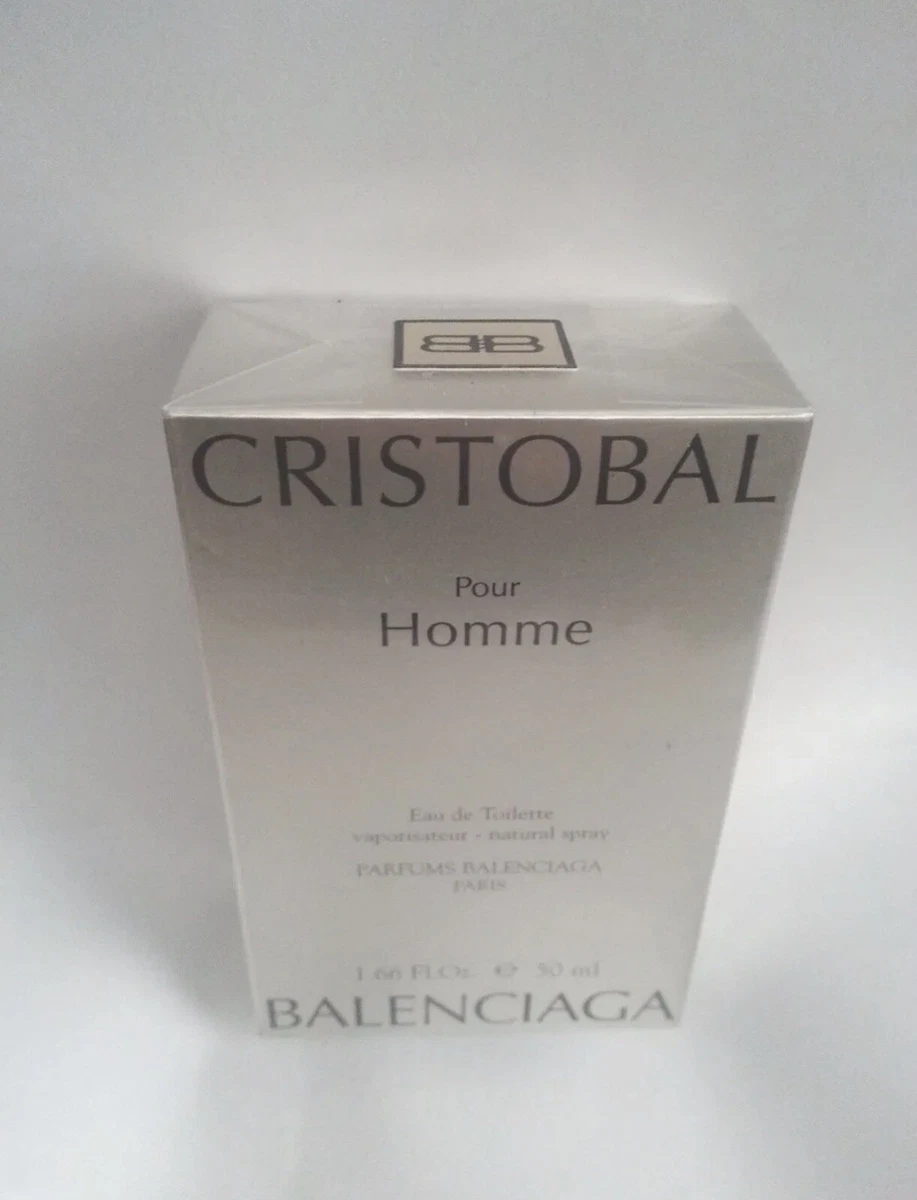 BB
CRISTOBAL
Pour
Homme
Eau de Toilette
vaporisateur - natural spray
PARFUMS BALENCIAGA
PARIS
1.66 FL.Oz. ℮ 50 ml
BALENCIAGA